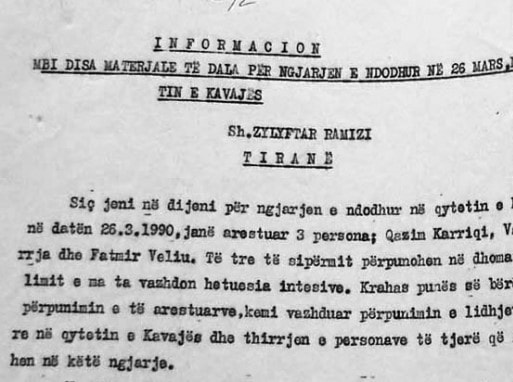 INFORMACION
MBI DISA MATERJALE TË DALA PËR NGJARJEN E NDODHUR NË 26 MARS,
TIN E KAVAJËS
Sh.ZYLYFTAR RAMIZI
TIRANË
Siç jeni në dijeni për ngjarjen e ndodhur në qytetin e
në datën 26.3.1990,janë arestuar 3 persona; Qazim Karriqi, V
rrja dhe Fatmir Veliu. Të tre të sipërmit përpunohen në dhoma
limit e ma ta vazhdon hetuesia intesive. Krahas punës së bërë
përpunimin e të arestuarve,kemi vazhduar përpunimin e lidhje
re në qytetin e Kavajës dhe thirrjen e personave të tjerë që
hen në këtë ngjarje.